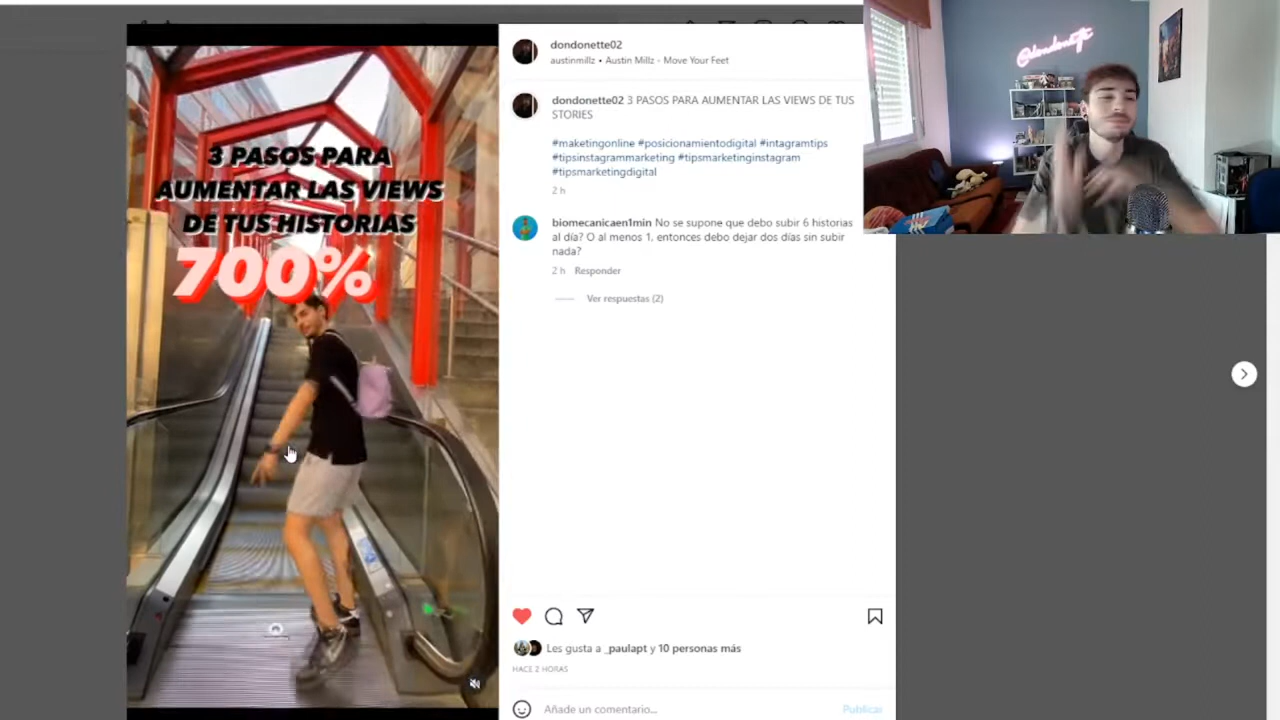 3 PASOS PARA
AUMENTAR LAS VIEWS
DE TUS HISTORIAS
700%
dondonette02
austinmillz • Austin Millz - Move Your Feet
dondonette02 3 PASOS PARA AUMENTAR LAS VIEWS DE TUS
STORIES
#maketingonline #posicionamientodigital #intagramtips
#tipsinstagrammarketing #tipsmarketinginstagram
#tipsmarketingdigital
2 h
biomecanicaen1min No se supone que debo subir 6 historias
al día? O al menos 1, entonces debo dejar dos días sin subir
nada?
2 h Responder
Ver respuestas (2)
Les gusta a _paulapt y 10 personas más
HACE 2 HORAS
Añade un comentario...
Publicar